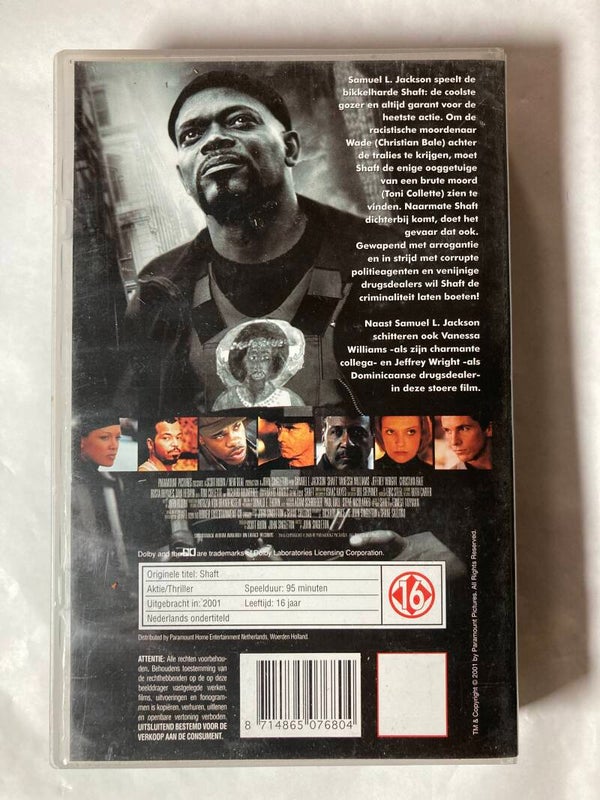 Samuel L. Jackson speelt de
bikkelharde Shaft: de coolste
gozer en altijd garant voor de
heetste actie. Om de
racistische moordenaar
Wade (Christian Bale) achter
de tralies te krijgen, moet
Shaft de enige ooggetuige
van een brute moord
(Toni Collette) zien te
vinden. Naarmate Shaft
dichterbij komt, doet het
gevaar dat ook.
Gewapend met arrogantie
en in strijd met corrupte
politieagenten en venijnige
drugsdealers wil Shaft de
criminaliteit laten boeten!
Naast Samuel L. Jackson
schitteren ook Vanessa
Williams -als zijn charmante
collega- en Jeffrey Wright -als
Dominicaanse drugsdealer-
in deze stoere film.
Dolby and the are trademarks of Dolby Laboratories Licensing Corporation.
Originele titel: Shaft
Aktie/Thriller Speelduur: 95 minuten
Uitgebracht in: 2001 Leeftijd: 16 jaar
Nederlands ondertiteld
16
Distributed by Paramount Home Entertainment Netherlands, Woerden Holland.
ATTENTIE: Alle rechten voorbehou-
den. Behoudens toestemming van
de rechthebbenden op de op deze
beelddrager vastgelegde werken,
films, uitvoeringen en fonogram-
men is kopiëren, verhuren, uitlenen
en openbare vertoning verboden.
UITSLUITEND BESTEMD VOOR DE
VERKOOP AAN DE CONSUMENT.
8 714865 076804
TM & Copyright © 2001 by Paramount Pictures. All Rights Reserved.